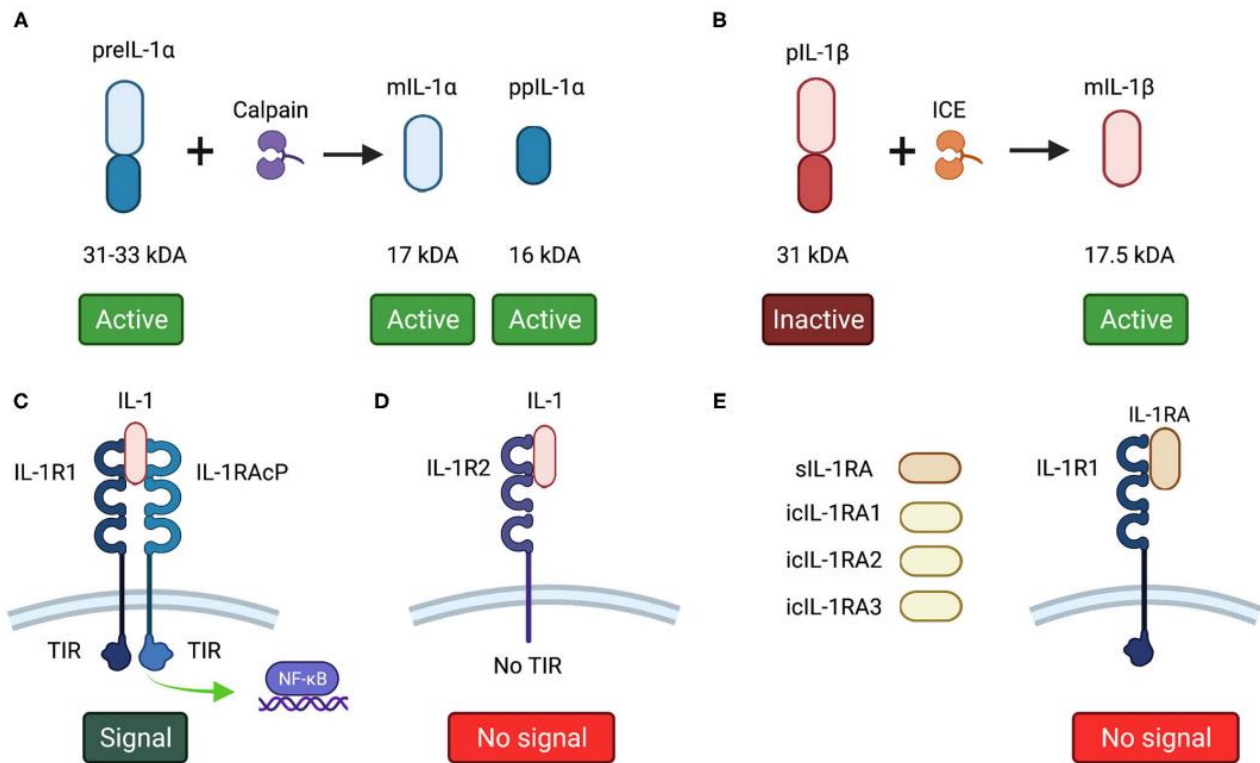 A
preIL-1α
+
Calpain
mIL-1α
ppIL-1α
31-33 kDA
17 kDA
16 kDA
Active
Active
Active
B
pIL-1β
+
ICE
mIL-1β
31 kDA
17.5 kDA
Inactive
Active
C
IL-1
IL-1R1
IL-1RAcP
TIR
TIR
NF-κB
Signal
D
IL-1
IL-1R2
No TIR
No signal
E
sIL-1RA
icIL-1RA1
icIL-1RA2
icIL-1RA3
IL-1RA
IL-1R1
No signal